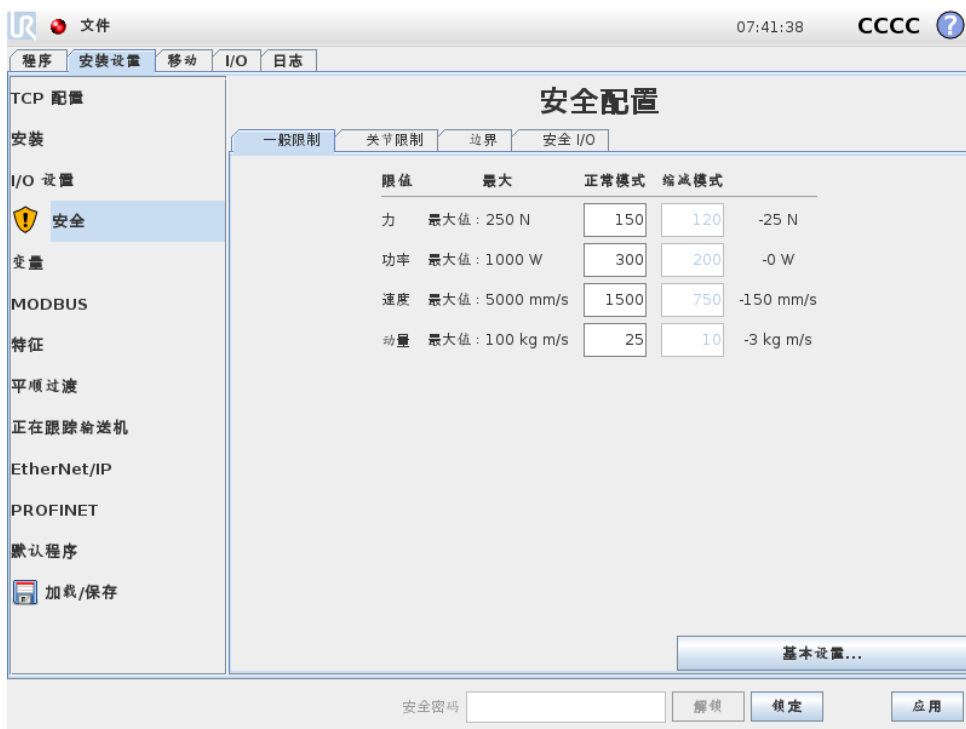 UR 文件 07:41:38 CCCC ?
程序 安装设置 移动 I/O 日志
TCP 配置
安装
I/O 设置
安全
变量
MODBUS
特征
平顺过渡
正在跟踪输送机
EtherNet/IP
PROFINET
默认程序
加载/保存
安全配置
一般限制 关节限制 边界 安全 I/O
限值 最大 正常模式 缩减模式
力 最大值：250 N 150 120 -25 N
功率 最大值：1000 W 300 200 -0 W
速度 最大值：5000 mm/s 1500 750 -150 mm/s
动量 最大值：100 kg m/s 25 10 -3 kg m/s
基本设置...
安全密码 解锁 锁定 应用